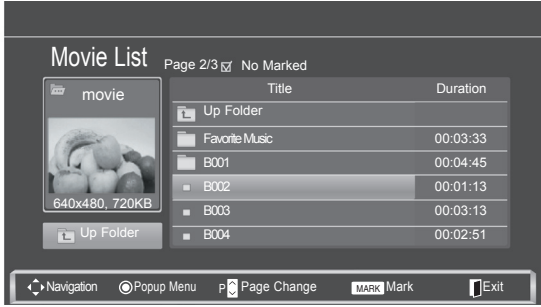 Movie List Page 2/3 No Marked
movie
640x480, 720KB
Up Folder
Title Duration
Up Folder
Favorite Music 00:03:33
B001 00:04:45
B002 00:01:13
B003 00:03:13
B004 00:02:51
Navigation Popup Menu P Page Change MARK Mark Exit